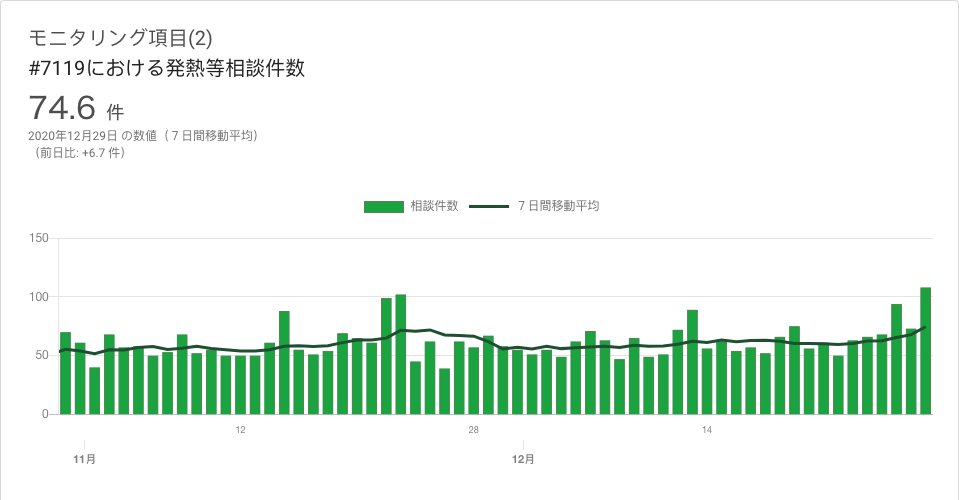 モニタリング項目(2)
#7119における発熱等相談件数
74.6 件
2020年12月29日 の数値（７日間移動平均）
（前日比: +6.7 件）
相談件数 ７日間移動平均
150
100
50
0
12 28 14
11月 12月